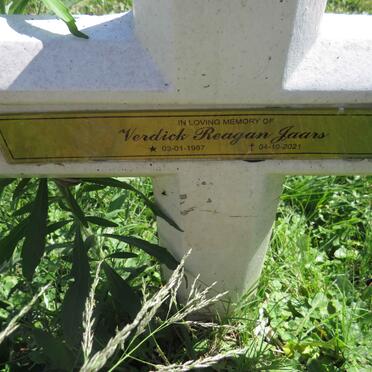 IN LOVING MEMORY OF
Verdick Reagan Jaars
★ 03-01-1987 † 04-10-2021